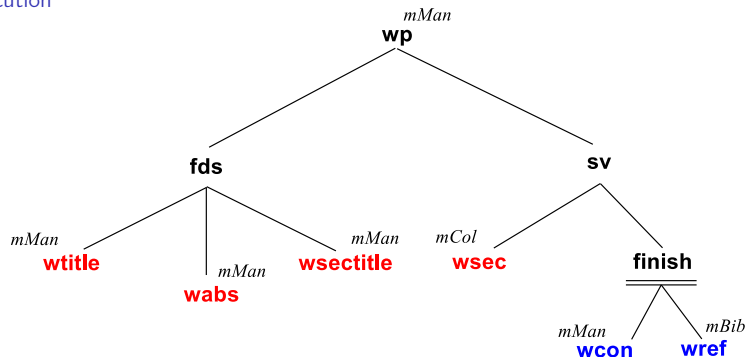 cution
mMan
wp
fds
sv
mMan
wtitle
mMan
wabs
mMan
wsectitle
mCol
wsec
finish
mMan
wcon
mBib
wref